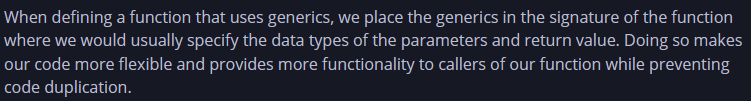 When defining a function that uses generics, we place the generics in the signature of the function
where we would usually specify the data types of the parameters and return value. Doing so makes
our code more flexible and provides more functionality to callers of our function while preventing
code duplication.